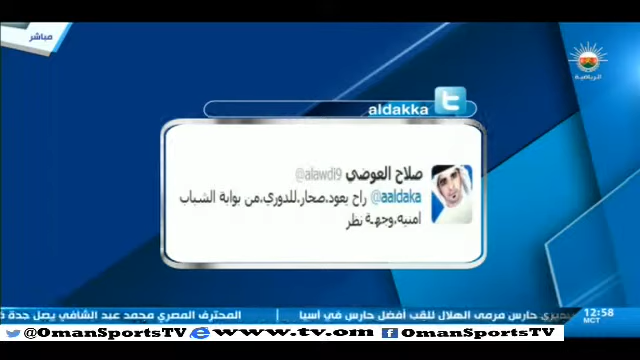 مباشر
الرياضية
aldakka
صلاح العوضي @alawdi9
@aaldaka راح يعود،صحار،للدوري،من بوابة الشباب
امنيه،وجهة نظر
المحترف المصري محمد عبد الشافي يصل جدة
حارس مرمى الهلال للقب أفضل حارس في آسيا
12:58
MCT
@OmanSportsTV www.tv.om OmanSportsTV